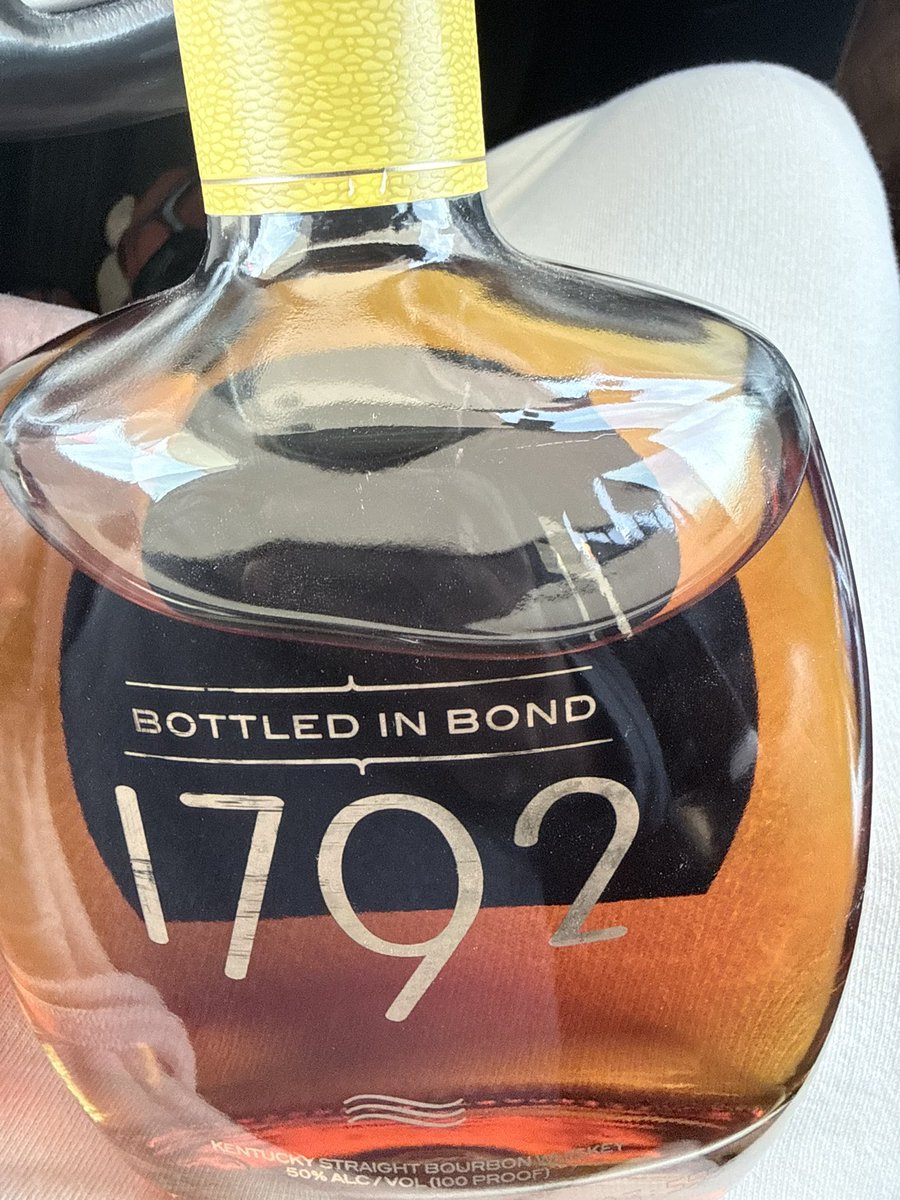 BOTTLED IN BOND
1792
KENTUCKY STRAIGHT BOURBON WHISKEY
50% ALC / VOL (100 PROOF)